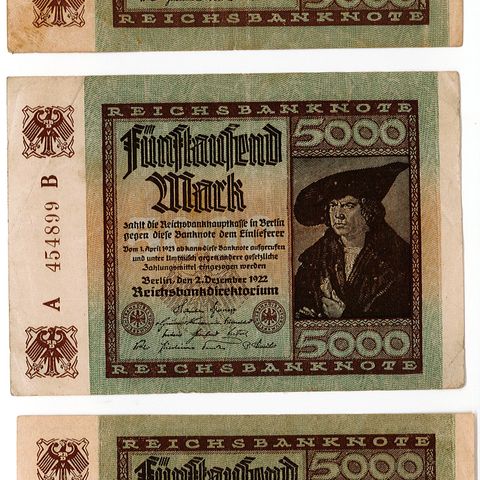 REICHSBANKNOTE
REICHSBANKNOTE
5000
Fünftausend
Mark
zahlt die Reichsbankhauptkasse in Berlin
gegen diese Banknote dem Einlieferer
Vom 1. April 1923 ab kann diese Banknote aufgerufen
und unter Umtausch gegen andere gesetzliche
Zahlungsmittel eingezogen werden
Berlin, den 2. Dezember 1922
Reichsbankdirektorium
5000
REICHSBANKNOTE
A 454899 B
REICHSBANKNOTE
Fünftausend
5000